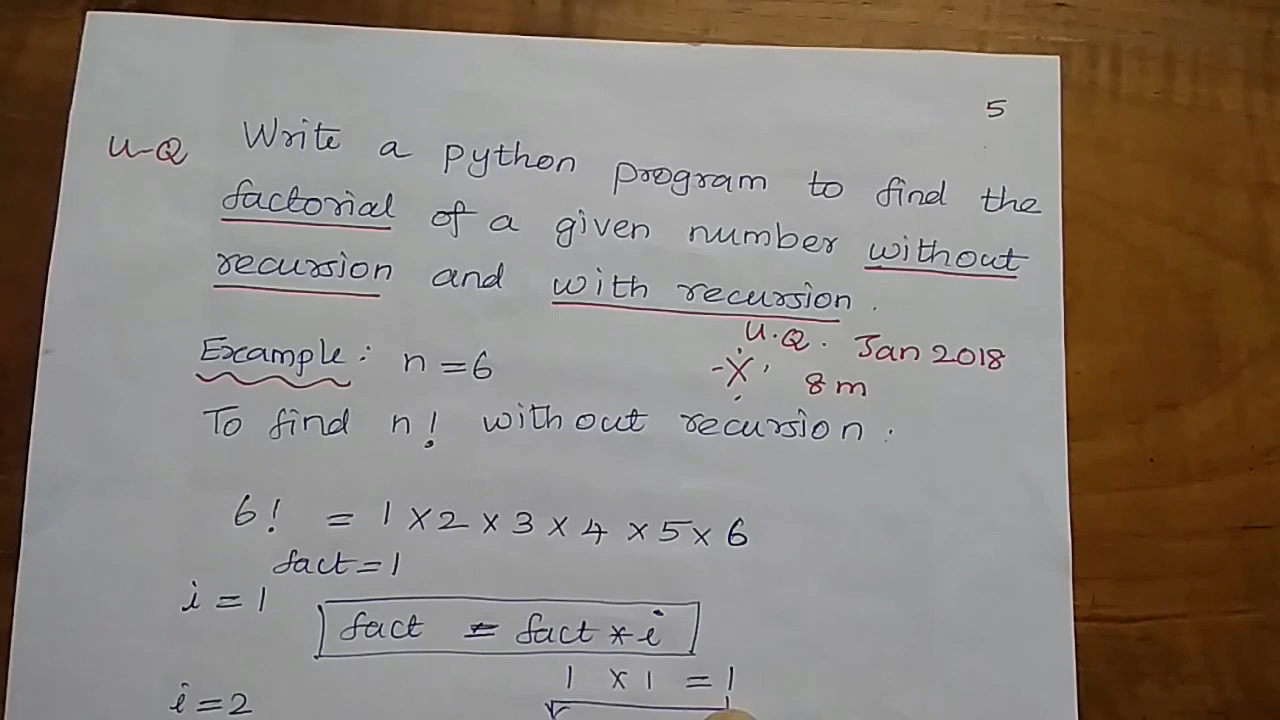 5
U-Q Write a python program to find the
factorial of a given number without
recursion and with recursion.
U.Q. Jan 2018
Example: n=6
8m
To find n! without recursion.
6! = 1 x 2 x 3 x 4 x 5 x 6
fact=1
i=1
fact = fact * i
1 x 1 = 1
i=2